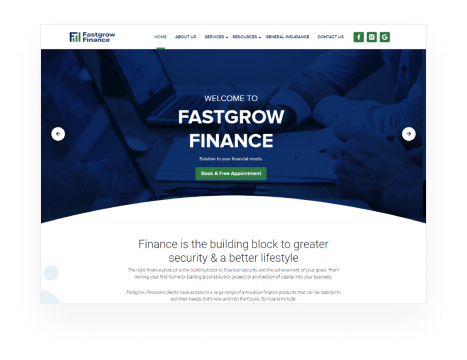 Fastgrow
Finance
HOME ABOUT US SERVICES RESOURCES GENERAL INSURANCE CONTACT US
WELCOME TO
FASTGROW
FINANCE
Solution to your financial needs
Book A Free Appointment
Finance is the building block to greater
security & a better lifestyle
The right finance product is the building block to financial security and the achievement of your goals. From
owning your first home to starting a construction project or an injection of capital into your business.
Fastgrow Finance's clients have access to a large range of innovative finance products that can be tailored to
suit their needs, both now and into the future. Our loans include